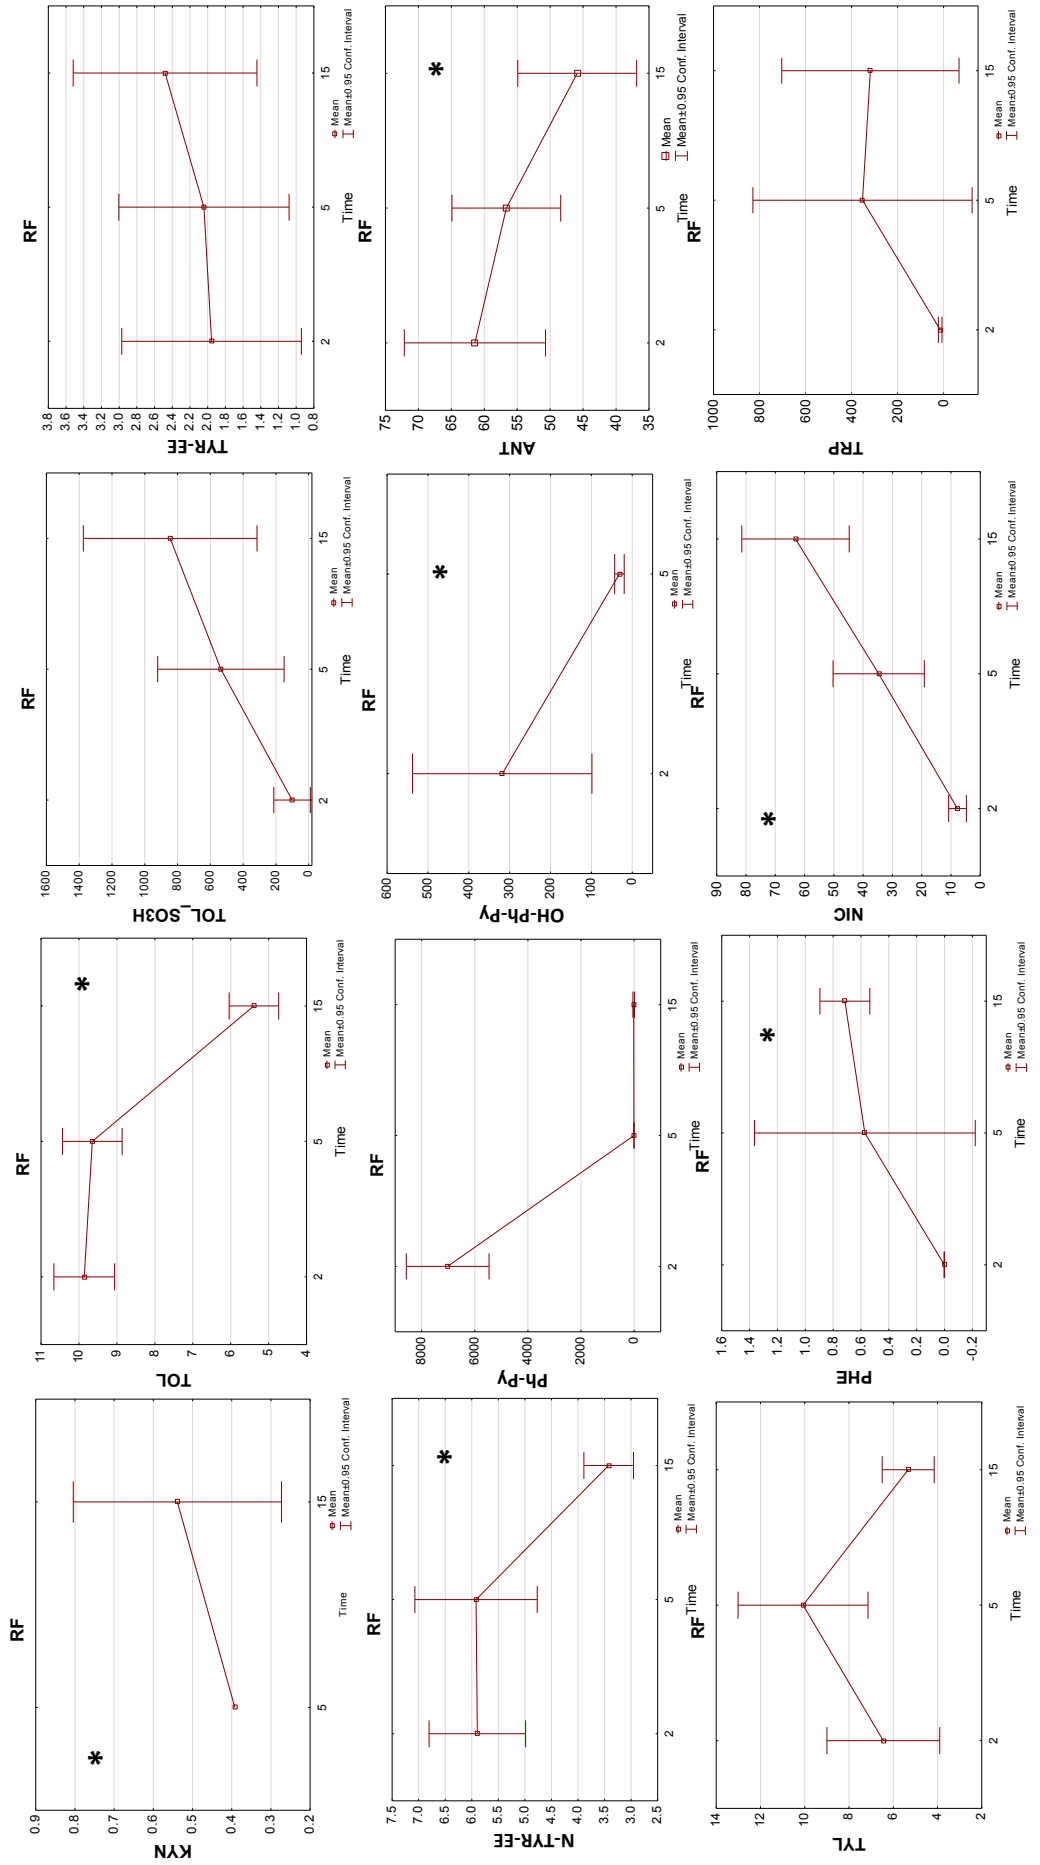 RF
KYN
0.9
0.8
0.7
0.6
0.5
0.4
0.3
0.2
*
5
15
Time
Mean
Mean±0.95 Conf. Interval
RF
TOL
11
10
9
8
7
6
5
4
*
2
5
15
Time
Mean
Mean±0.95 Conf. Interval
RF
TOL_SO3H
1600
1400
1200
1000
800
600
400
200
0
2
5
15
Time
Mean
Mean±0.95 Conf. Interval
RF
TYR-EE
3.8
3.6
3.4
3.2
3.0
2.8
2.6
2.4
2.2
2.0
1.8
1.6
1.4
1.2
1.0
0.8
2
5
15
Time
Mean
Mean±0.95 Conf. Interval
RF
N-TYR-EE
7.5
7.0
6.5
6.0
5.5
5.0
4.5
4.0
3.5
3.0
2.5
*
2
5
15
Time
Mean
Mean±0.95 Conf. Interval
RF
Ph-Py
8000
6000
4000
2000
0
2
5
15
Time
Mean
Mean±0.95 Conf. Interval
RF
OH-Ph-Py
600
500
400
300
200
100
0
*
2
5
Time
Mean
Mean±0.95 Conf. Interval
RF
ANT
75
70
65
60
55
50
45
40
35
*
2
5
15
Time
Mean
Mean±0.95 Conf. Interval
RF
TYL
14
12
10
8
6
4
2
2
5
15
Time
Mean
Mean±0.95 Conf. Interval
RF
PHE
1.6
1.4
1.2
1.0
0.8
0.6
0.4
0.2
0.0
-0.2
*
2
5
15
Time
Mean
Mean±0.95 Conf. Interval
RF
NIC
90
80
70
60
50
40
30
20
10
0
*
2
5
15
Time
Mean
Mean±0.95 Conf. Interval
RF
TRP
1000
800
600
400
200
0
2
5
15
Time
Mean
Mean±0.95 Conf. Interval